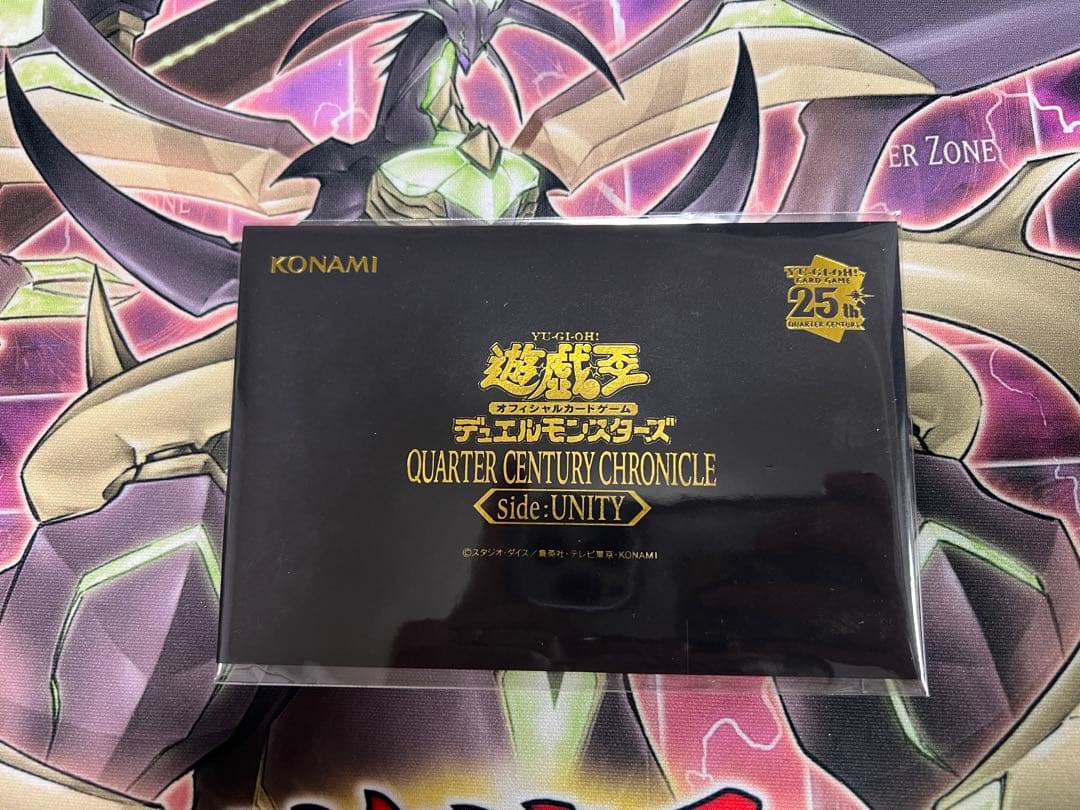 ER ZONE
ZONE
KONAMI
YU-GI-OH!
CARD GAME
25th
QUARTER CENTURY
YU-GI-OH!
遊戯王
オフィシャルカードゲーム
デュエルモンスターズ
QUARTER CENTURY CHRONICLE
side:UNITY
©スタジオ・ダイス/集英社・テレビ東京・KONAMI